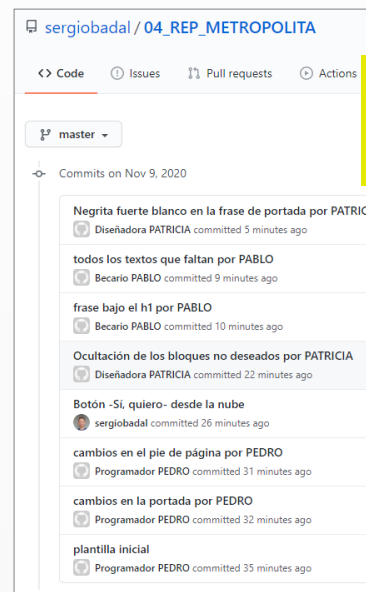 sergiobadal / 04_REP_METROPOLITA
<> Code Issues Pull requests Actions
master
Commits on Nov 9, 2020
Negrita fuerte blanco en la frase de portada por PATRIC
Diseñadora PATRICIA committed 5 minutes ago
todos los textos que faltan por PABLO
Becario PABLO committed 9 minutes ago
frase bajo el h1 por PABLO
Becario PABLO committed 10 minutes ago
Ocultación de los bloques no deseados por PATRICIA
Diseñadora PATRICIA committed 22 minutes ago
Botón -Sí, quiero- desde la nube
sergiobadal committed 26 minutes ago
cambios en el pie de página por PEDRO
Programador PEDRO committed 31 minutes ago
cambios en la portada por PEDRO
Programador PEDRO committed 32 minutes ago
plantilla inicial
Programador PEDRO committed 35 minutes ago